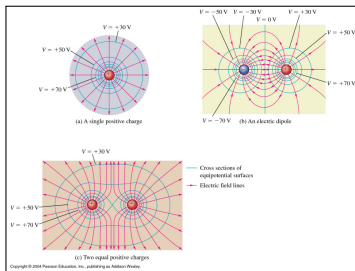 V = +30 V
V = +50 V
V = +70 V
(a) A single positive charge
V = −50 V
V = −30 V
V = 0 V
V = +30 V
V = +50 V
V = +70 V
V = −70 V
(b) An electric dipole
V = +30 V
V = +50 V
V = +70 V
Cross sections of
equipotential surfaces
Electric field lines
(c) Two equal positive charges
Copyright © 2004 Pearson Education, Inc., publishing as Addison Wesley.